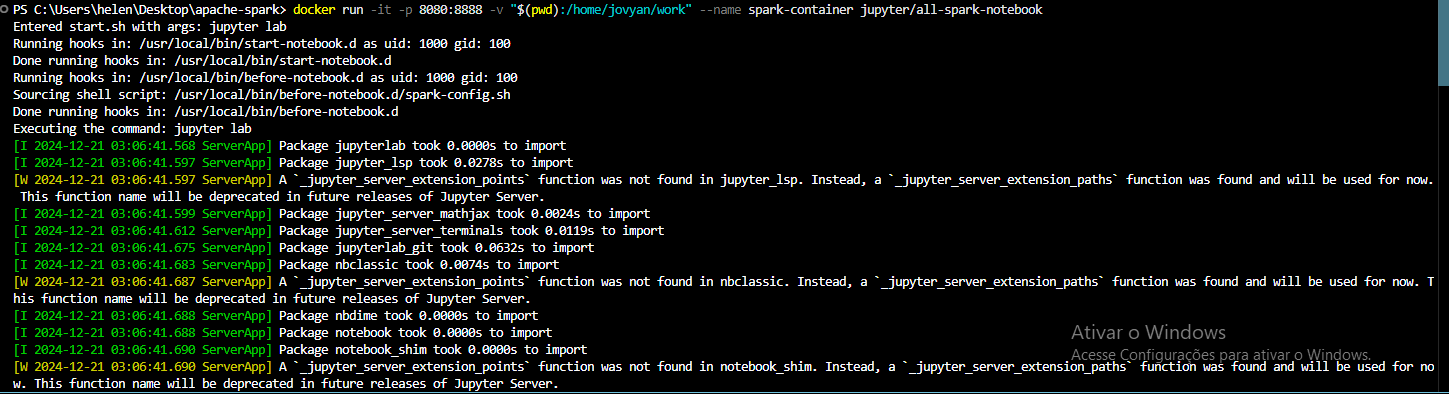 PS C:\Users\helen\Desktop\apache-spark> docker run -it -p 8080:8888 -v "$(pwd):/home/jovyan/work" --name spark-container jupyter/all-spark-notebook
Entered start.sh with args: jupyter lab
Running hooks in: /usr/local/bin/start-notebook.d as uid: 1000 gid: 100
Done running hooks in: /usr/local/bin/start-notebook.d
Running hooks in: /usr/local/bin/before-notebook.d as uid: 1000 gid: 100
Sourcing shell script: /usr/local/bin/before-notebook.d/spark-config.sh
Done running hooks in: /usr/local/bin/before-notebook.d
Executing the command: jupyter lab
[I 2024-12-21 03:06:41.568 ServerApp] Package jupyterlab took 0.0000s to import
[I 2024-12-21 03:06:41.597 ServerApp] Package jupyter_lsp took 0.0278s to import
[W 2024-12-21 03:06:41.597 ServerApp] A `_jupyter_server_extension_points` function was not found in jupyter_lsp. Instead, a `_jupyter_server_extension_paths` function was found and will be used for now.
This function name will be deprecated in future releases of Jupyter Server.
[I 2024-12-21 03:06:41.599 ServerApp] Package jupyter_server_mathjax took 0.0024s to import
[I 2024-12-21 03:06:41.612 ServerApp] Package jupyter_server_terminals took 0.0119s to import
[I 2024-12-21 03:06:41.675 ServerApp] Package jupyterlab_git took 0.0632s to import
[I 2024-12-21 03:06:41.683 ServerApp] Package nbclassic took 0.0074s to import
[W 2024-12-21 03:06:41.687 ServerApp] A `_jupyter_server_extension_points` function was not found in nbclassic. Instead, a `_jupyter_server_extension_paths` function was found and will be used for now. T
his function name will be deprecated in future releases of Jupyter Server.
[I 2024-12-21 03:06:41.688 ServerApp] Package nbdime took 0.0000s to import
[I 2024-12-21 03:06:41.688 ServerApp] Package notebook took 0.0000s to import
[I 2024-12-21 03:06:41.690 ServerApp] Package notebook_shim took 0.0000s to import
[W 2024-12-21 03:06:41.690 ServerApp] A `_jupyter_server_extension_points` function was not found in notebook_shim. Instead, a `_jupyter_server_extension_paths` function was found and will be used for no
w. This function name will be deprecated in future releases of Jupyter Server.
Ativar o Windows
Acesse Configurações para ativar o Windows.